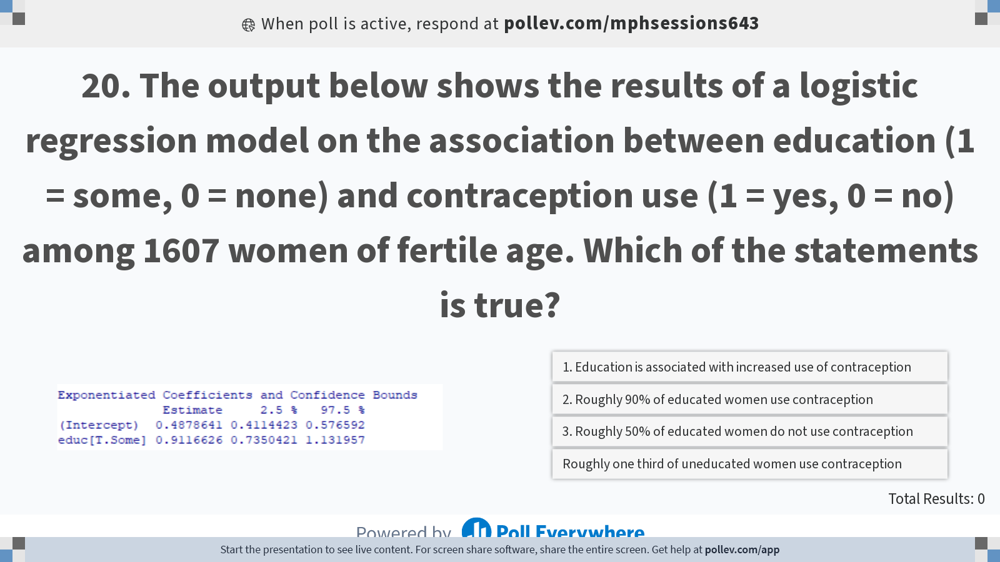 When poll is active, respond at pollev.com/mphsessions643
20. The output below shows the results of a logistic
regression model on the association between education (1
= some, 0 = none) and contraception use (1 = yes, 0 = no)
among 1607 women of fertile age. Which of the statements
is true?
Exponentiated Coefficients and Confidence Bounds
Estimate 2.5 % 97.5 %
(Intercept) 0.4878641 0.4114423 0.576592
educ[T.Some] 0.9116626 0.7350421 1.131957
1. Education is associated with increased use of contraception
2. Roughly 90% of educated women use contraception
3. Roughly 50% of educated women do not use contraception
Roughly one third of uneducated women use contraception
Total Results: 0
Powered by Poll Everywhere
Start the presentation to see live content. For screen share software, share the entire screen. Get help at pollev.com/app